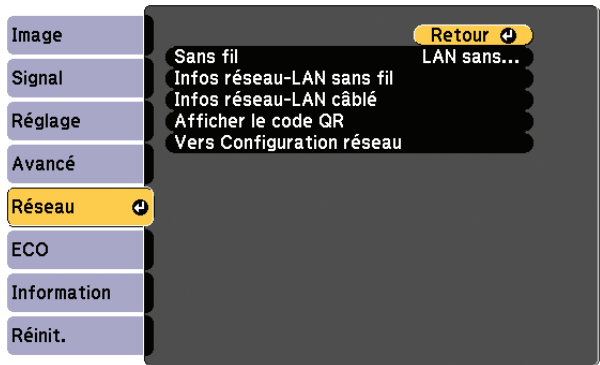 Image
Signal
Réglage
Avancé
Réseau
ECO
Information
Réinit.
Retour
Sans fil LAN sans...
Infos réseau-LAN sans fil
Infos réseau-LAN câblé
Afficher le code QR
Vers Configuration réseau